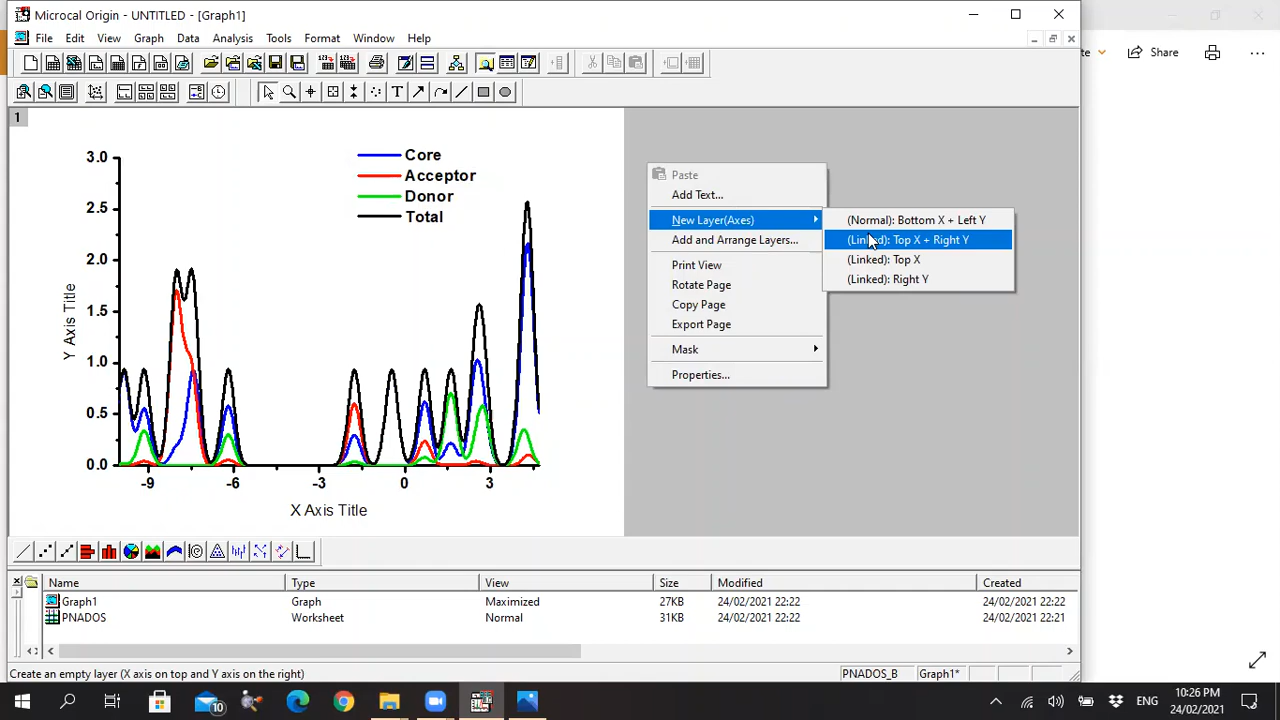 Microcal Origin - UNTITLED - [Graph1]
File Edit View Graph Data Analysis Tools Format Window Help
Share
1
Core
Acceptor
Donor
Total
3.0
2.5
2.0
1.5
1.0
0.5
0.0
Y Axis Title
-9 -6 -3 0 3
X Axis Title
Paste
Add Text...
New Layer(Axes)
Add and Arrange Layers...
Print View
Rotate Page
Copy Page
Export Page
Mask
Properties...
(Normal): Bottom X + Left Y
(Linked): Top X + Right Y
(Linked): Top X
(Linked): Right Y
Name Type View Size Modified Created
Graph1 Graph Maximized 27KB 24/02/2021 22:22 24/02/2021 22:22
PNADOS Worksheet Normal 31KB 24/02/2021 22:22 24/02/2021 22:21
Create an empty layer (X axis on top and Y axis on the right) PNADOS_B Graph1*
10 ENG 10:26 PM
24/02/2021